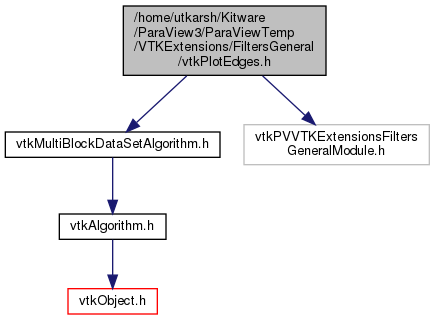 /home/utkarsh/Kitware
/ParaView3/ParaViewTemp
/VTKExtensions/FiltersGeneral
/vtkPlotEdges.h
vtkMultiBlockDataSetAlgorithm.h
vtkPVVTKExtensionsFilters
GeneralModule.h
vtkAlgorithm.h
vtkObject.h